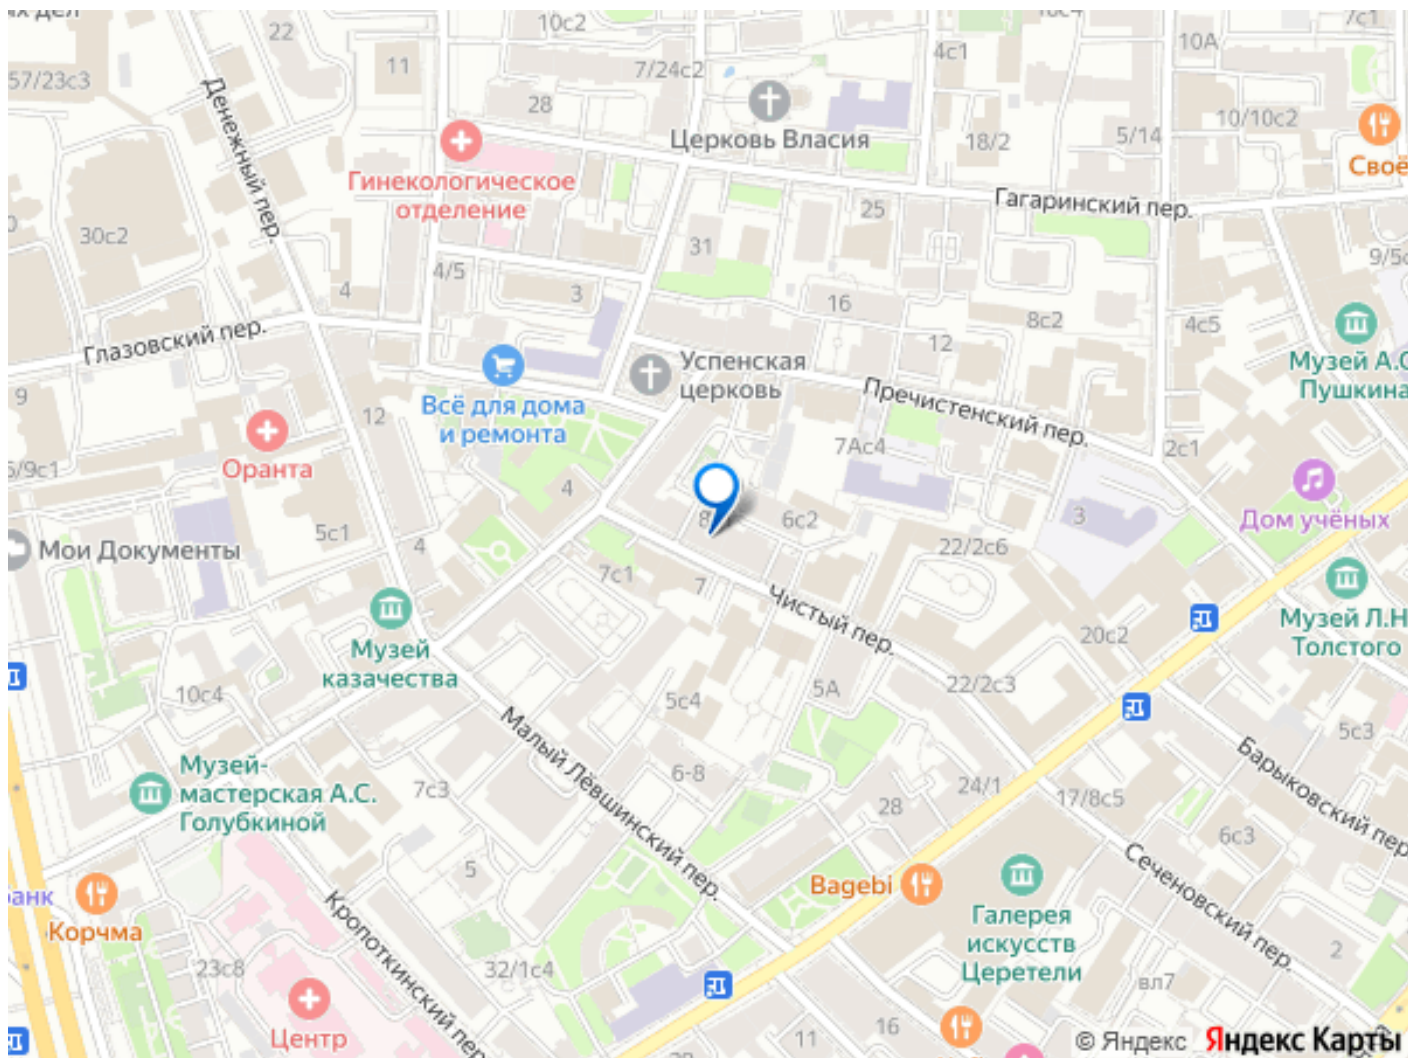 22
10с2
7/24с2
4с1
10А
7с1
57/23с3
11
28
Церковь Власия
18/2
5/14
10/10с2
Своё
Денежный пер.
Гинекологическое
отделение
25
Гагаринский пер.
30с2
31
9/5с
4/5
4
3
16
8с2
4с5
12
Глазовский пер.
Музей А.С
Пушкина
Успенская
церковь
Всё для дома
и ремонта
Пречистенский пер.
9
12
7Ас4
2с1
Оранта
6/9с1
4
8
6с2
3
Дом учёных
5с1
4
22/2с6
Мои Документы
7с1
7
Чистый пер.
20с2
Музей Л.Н
Толстого
Музей
казачества
10с4
5с4
5А
22/2с3
Малый Лёвшинский пер.
5с3
Барыковский пер.
Музей-
мастерская А.С.
Голубкиной
7с3
6-8
28
24/1
17/8с5
6с3
5
Bagebi
Сеченовский пер.
анк
Корчма
Кропоткинский пер.
Галерея
искусств
Церетели
2
23с8
32/1с4
вл7
Центр
11
16
28
© Яндекс
Яндекс Карты